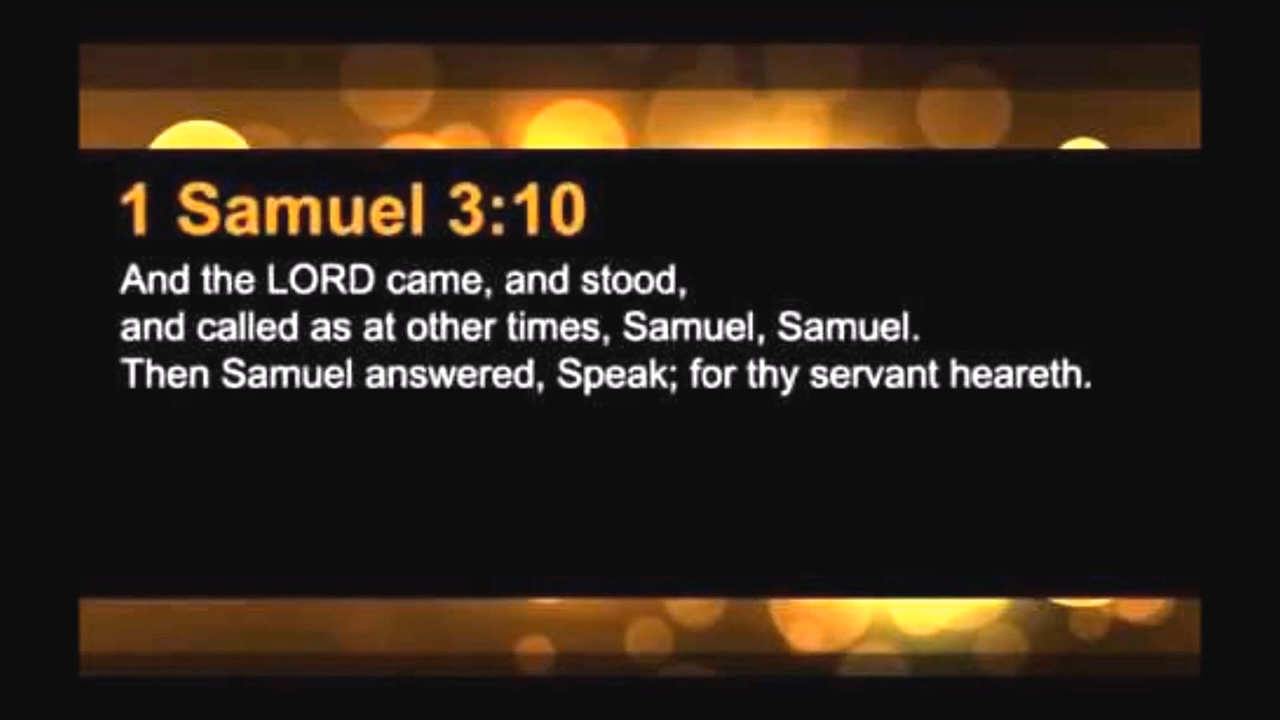 1 Samuel 3:10
And the LORD came, and stood,
and called as at other times, Samuel, Samuel.
Then Samuel answered, Speak; for thy servant heareth.